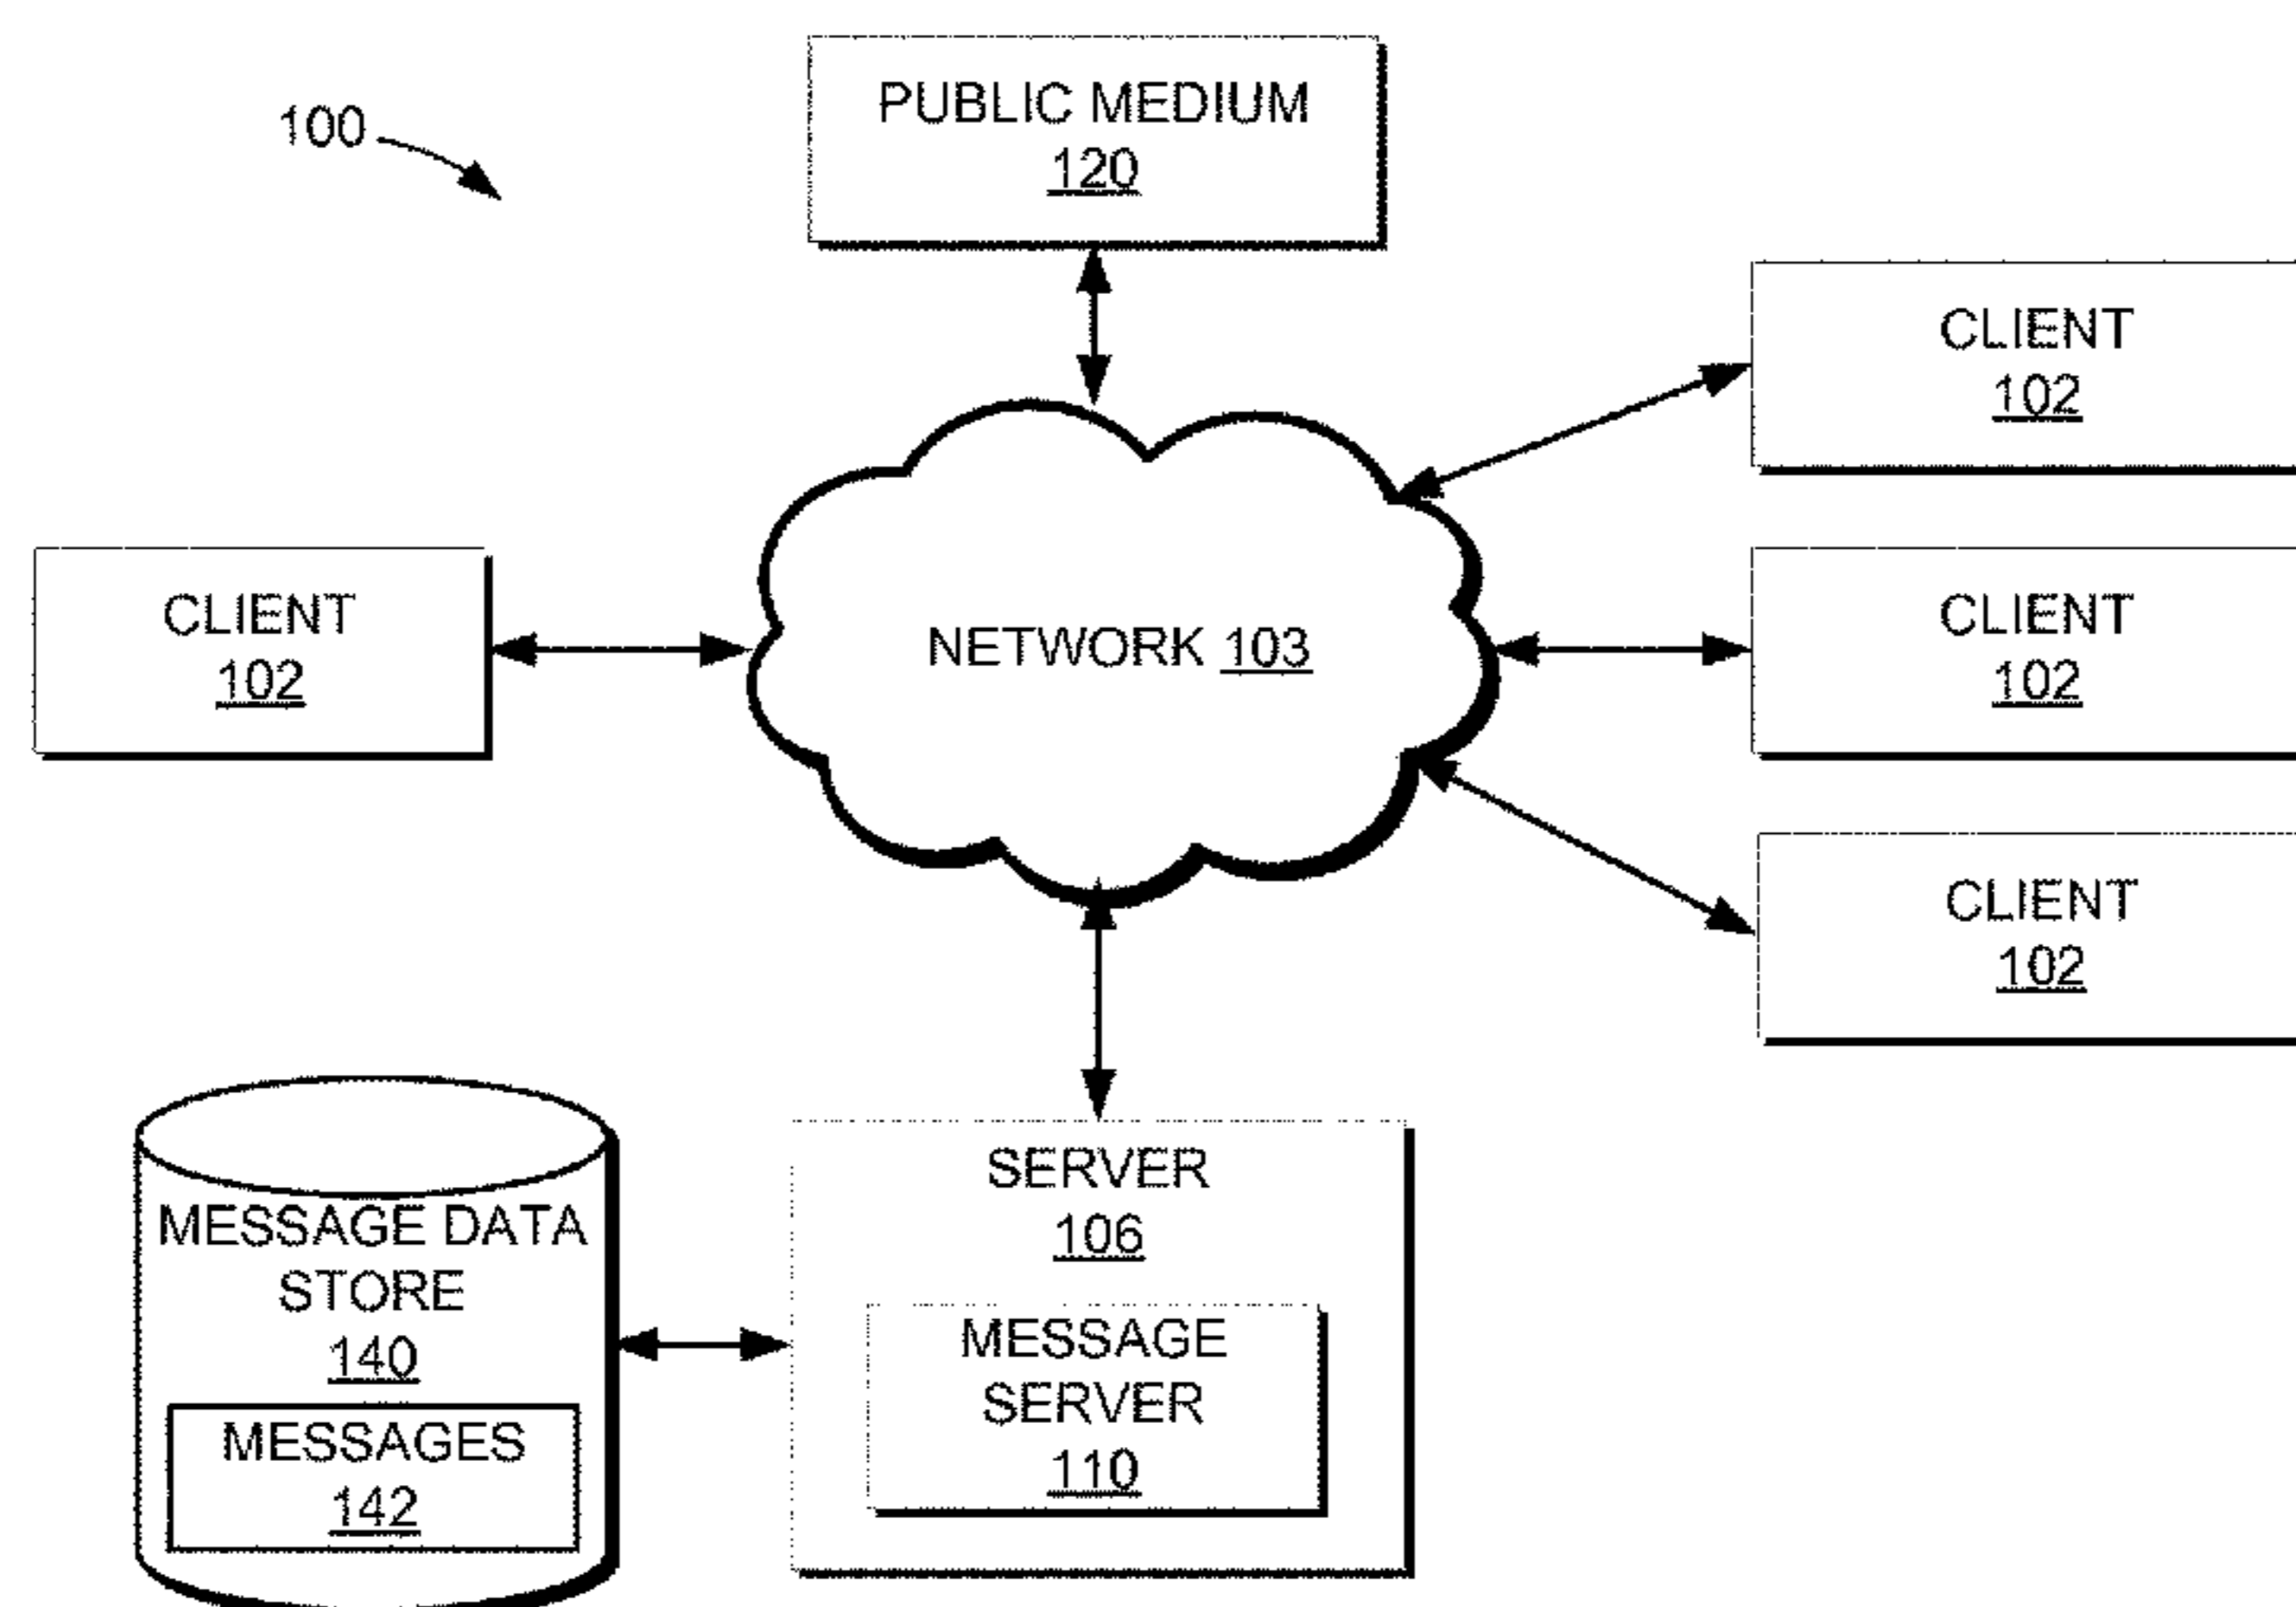 100
PUBLIC MEDIUM
120
CLIENT
102
CLIENT
102
NETWORK 103
CLIENT
102
CLIENT
102
SERVER
106
MESSAGE DATA
STORE
140
MESSAGES
142
MESSAGE
SERVER
110